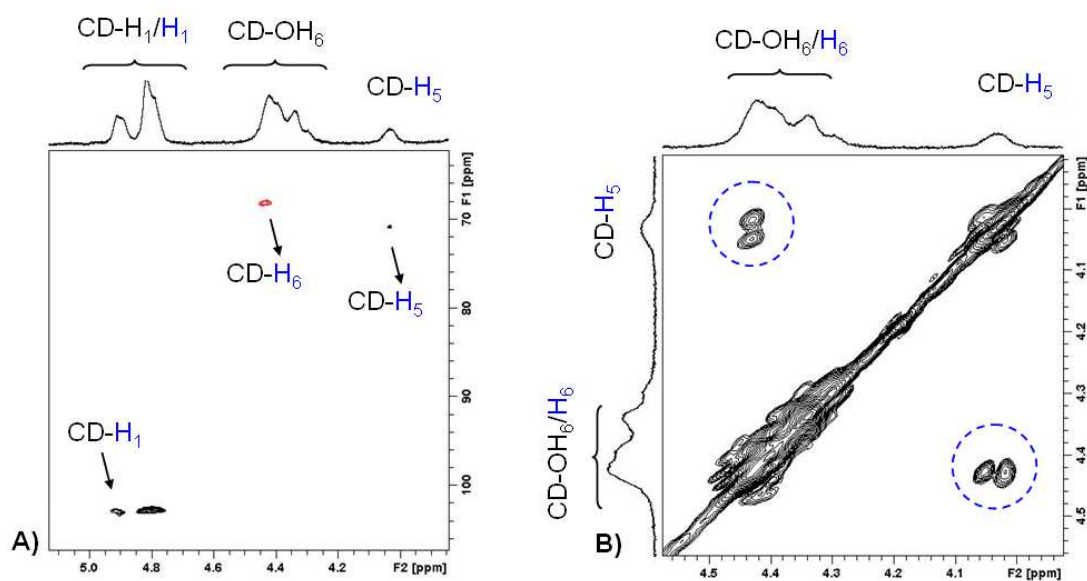 CD-H₁/H₁
CD-OH₆
CD-H₅
F1 [ppm]
70
80
90
100
CD-H₆
CD-H₅
CD-H₁
5.0
4.8
4.6
4.4
4.2
F2 [ppm]
A)
CD-OH₆/H₆
CD-H₅
CD-H₅
CD-OH₆/H₆
F1 [ppm]
4.1
4.2
4.3
4.4
4.5
4.5
4.4
4.3
4.2
4.1
F2 [ppm]
B)